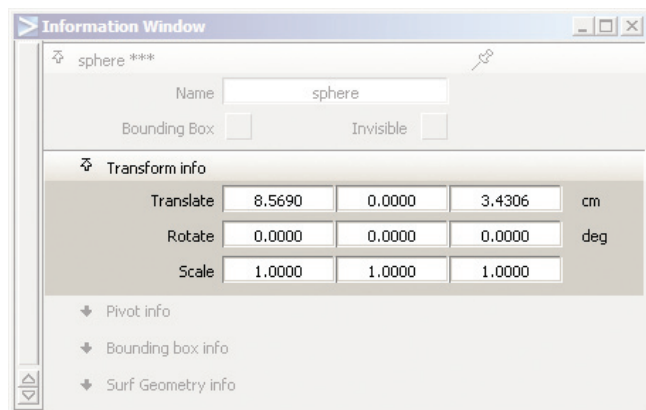 Information Window
sphere ***
Name sphere
Bounding Box Invisible
Transform info
Translate 8.5690 0.0000 3.4306 cm
Rotate 0.0000 0.0000 0.0000 deg
Scale 1.0000 1.0000 1.0000
Pivot info
Bounding box info
Surf Geometry info